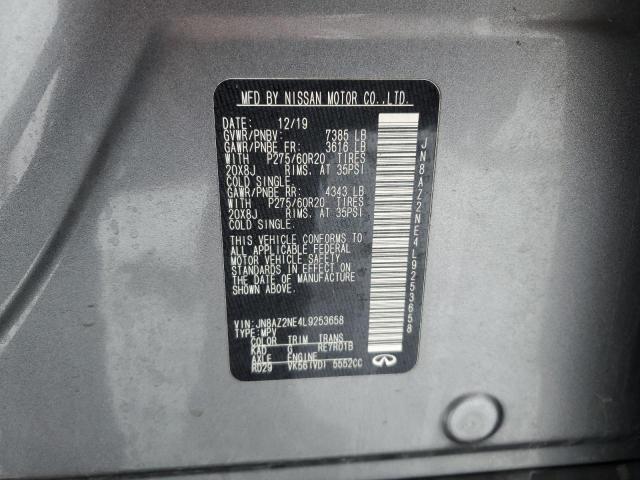 MFD BY NISSAN MOTOR CO.,LTD.
DATE: 12/19
GVWR/PNBV: 7385 LB
GAWR/PNBE FR: 3616 LB
WITH P275/60R20 TIRES
20X8J RIMS. AT 35PSI
COLD SINGLE.
GAWR/PNBE RR: 4343 LB
WITH P275/60R20 TIRES
20X8J RIMS. AT 35PSI
COLD SINGLE.
THIS VEHICLE CONFORMS TO
ALL APPLICABLE FEDERAL
MOTOR VEHICLE SAFETY
STANDARDS IN EFFECT ON
THE DATE OF MANUFACTURE
SHOWN ABOVE.
VIN: JN8AZ2NE4L9253658
TYPE: MPV
COLOR TRIM TRANS
KAD G RE7R01B
AXLE ENGINE
R029 VK56(VD) 5552CC
JN8AZ2NE4L9253658